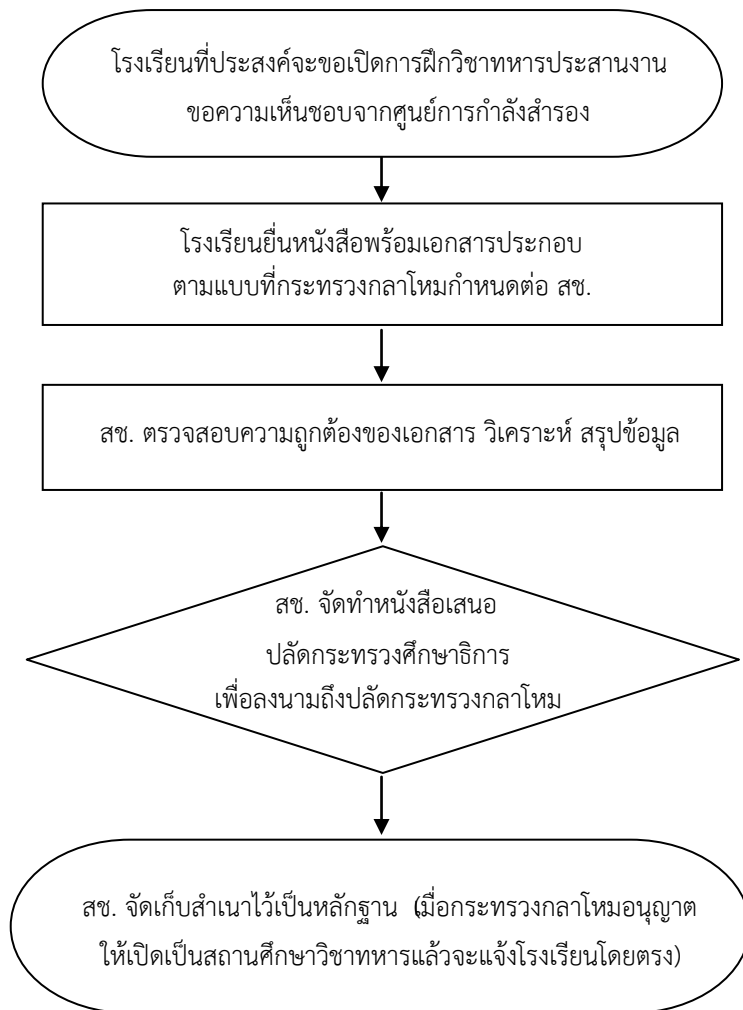 โรงเรียนที่ประสงค์จะขอเปิดการฝึกวิชาทหารประสานงาน
ขอความเห็นชอบจากศูนย์การกำลังสำรอง
โรงเรียนยื่นหนังสือพร้อมเอกสารประกอบ
ตามแบบที่กระทรวงกลาโหมกำหนดต่อ สช.
สช. ตรวจสอบความถูกต้องของเอกสาร วิเคราะห์ สรุปข้อมูล
สช. จัดทำหนังสือเสนอ
ปลัดกระทรวงศึกษาธิการ
เพื่อลงนามถึงปลัดกระทรวงกลาโหม
สช. จัดเก็บสำเนาไว้เป็นหลักฐาน (เมื่อกระทรวงกลาโหมอนุญาต
ให้เปิดเป็นสถานศึกษาวิชาทหารแล้วจะแจ้งโรงเรียนโดยตรง)